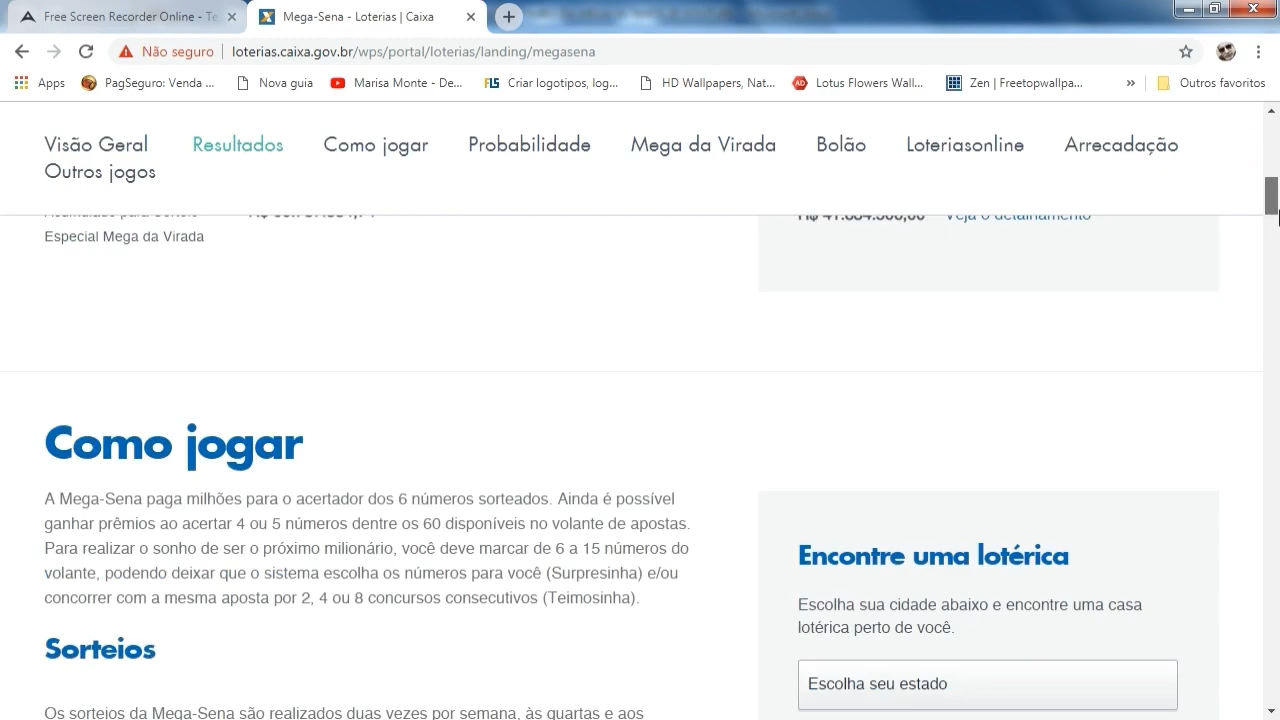 Free Screen Recorder Online - Te
Mega-Sena - Loterias | Caixa
Não seguro
loterias.caixa.gov.br/wps/portal/loterias/landing/megasena
Apps
PagSeguro: Venda ...
Nova guia
Marisa Monte - De...
FLS
Criar logotipos, log...
HD Wallpapers, Nat...
AD
Lotus Flowers Wall...
Zen | Freetopwallpa...
»
Outros favoritos
Visão Geral
Resultados
Como jogar
Probabilidade
Mega da Virada
Bolão
Loteriasonline
Arrecadação
Outros jogos
Especial Mega da Virada
Veja o detalhamento
Como jogar
A Mega-Sena paga milhões para o acertador dos 6 números sorteados. Ainda é possível
ganhar prêmios ao acertar 4 ou 5 números dentre os 60 disponíveis no volante de apostas.
Para realizar o sonho de ser o próximo milionário, você deve marcar de 6 a 15 números do
volante, podendo deixar que o sistema escolha os números para você (Surpresinha) e/ou
concorrer com a mesma aposta por 2, 4 ou 8 concursos consecutivos (Teimosinha).
Sorteios
Os sorteios da Mega-Sena são realizados duas vezes por semana, às quartas e aos
Encontre uma lotérica
Escolha sua cidade abaixo e encontre uma casa
lotérica perto de você.
Escolha seu estado